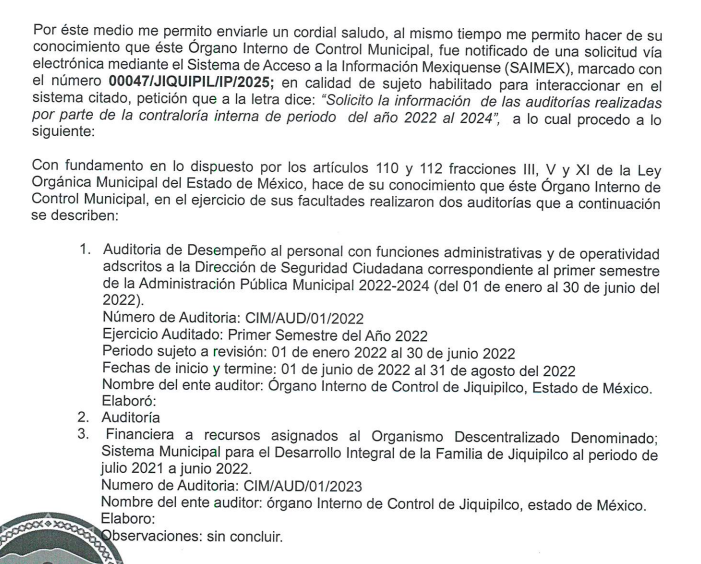 Por éste medio me permito enviarle un cordial saludo, al mismo tiempo me permito hacer de su
conocimiento que éste Órgano Interno de Control Municipal, fue notificado de una solicitud vía
electrónica mediante el Sistema de Acceso a la Información Mexiquense (SAIMEX), marcado con
el número 00047/JIQUIPIL/IP/2025; en calidad de sujeto habilitado para interaccionar en el
sistema citado, petición que a la letra dice: “Solicito la información de las auditorías realizadas
por parte de la contraloría interna de periodo del año 2022 al 2024”, a lo cual procedo a lo
siguiente:
Con fundamento en lo dispuesto por los artículos 110 y 112 fracciones III, V y XI de la Ley
Orgánica Municipal del Estado de México, hace de su conocimiento que éste Órgano Interno de
Control Municipal, en el ejercicio de sus facultades realizaron dos auditorías que a continuación
se describen:
1. Auditoria de Desempeño al personal con funciones administrativas y de operatividad
adscritos a la Dirección de Seguridad Ciudadana correspondiente al primer semestre
de la Administración Pública Municipal 2022-2024 (del 01 de enero al 30 de junio del
2022).
Número de Auditoria: CIM/AUD/01/2022
Ejercicio Auditado: Primer Semestre del Año 2022
Periodo sujeto a revisión: 01 de enero 2022 al 30 de junio 2022
Fechas de inicio y termine: 01 de junio de 2022 al 31 de agosto del 2022
Nombre del ente auditor: Órgano Interno de Control de Jiquipilco, Estado de México.
Elaboró:
2. Auditoría
3. Financiera a recursos asignados al Organismo Descentralizado Denominado;
Sistema Municipal para el Desarrollo Integral de la Familia de Jiquipilco al periodo de
julio 2021 a junio 2022.
Numero de Auditoria: CIM/AUD/01/2023
Nombre del ente auditor: órgano Interno de Control de Jiquipilco, estado de México.
Elaboro:
Observaciones: sin concluir.